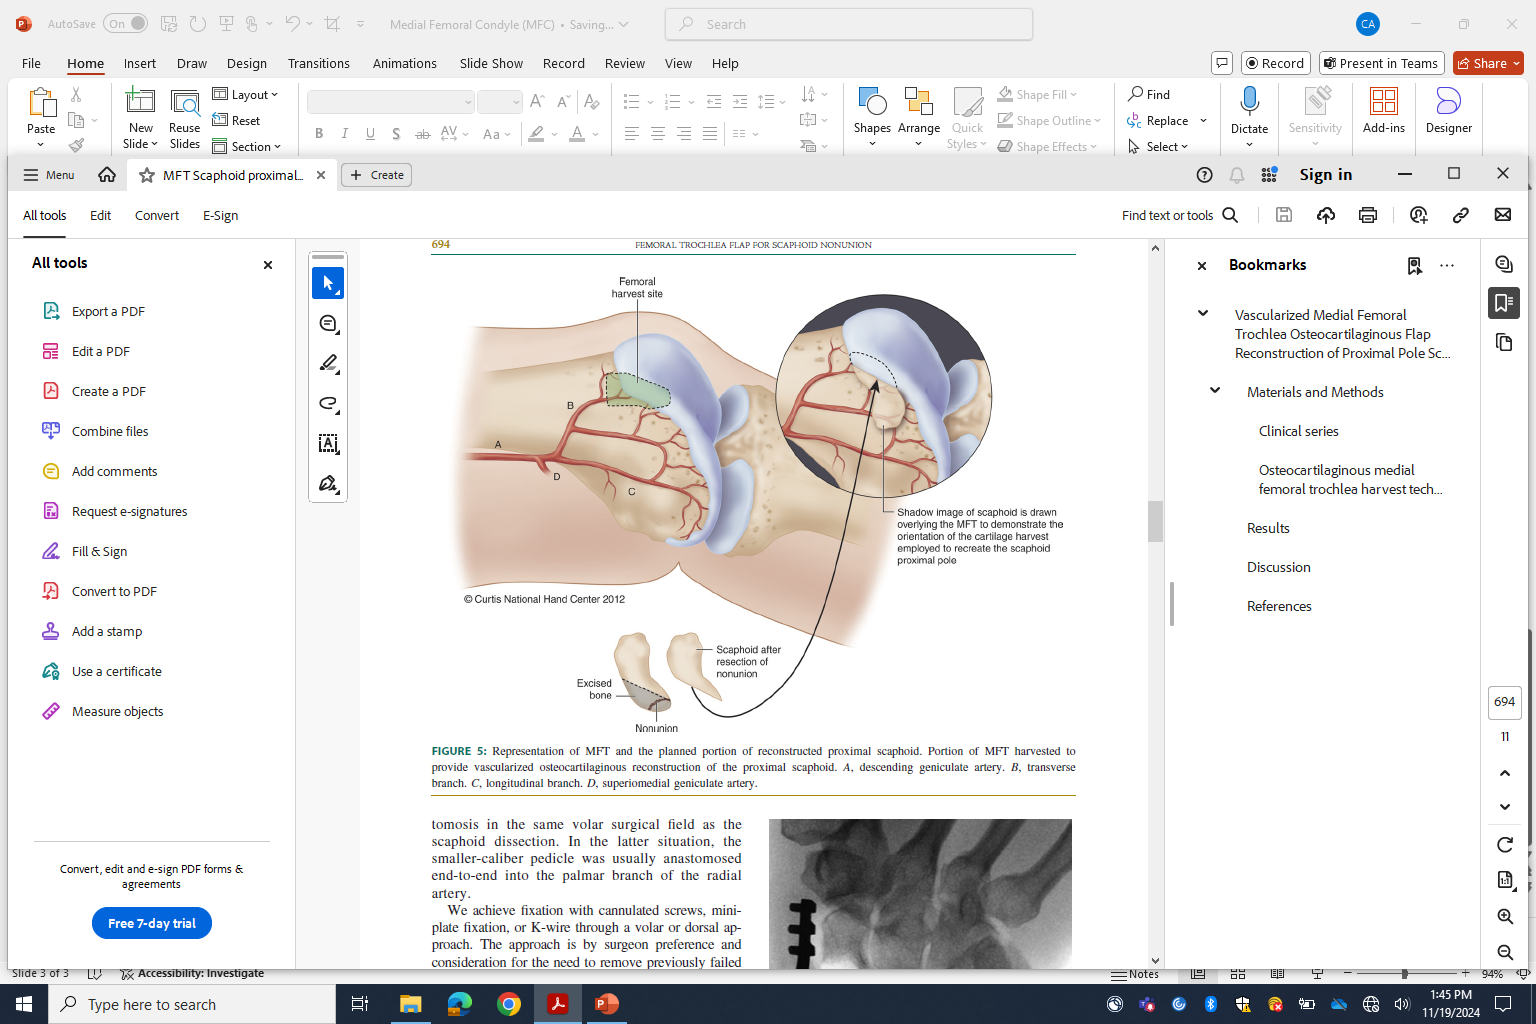 AutoSave On Medial Femoral Condyle (MFC) • Saving... Search CA
File Home Insert Draw Design Transitions Animations Slide Show Record Review View Help Record Present in Teams Share
Paste
New Slide
Reuse Slides
Layout
Reset
Section
B I U S ab AV Aa A
Shapes
Arrange
Quick Styles
Shape Fill
Shape Outline
Shape Effects
Find
Replace
Select
Dictate
Sensitivity
Add-ins
Designer
Menu MFT Scaphoid proximal... Create Sign in
All tools Edit Convert E-Sign Find text or tools
All tools
Export a PDF
Edit a PDF
Create a PDF
Combine files
Add comments
Request e-signatures
Fill & Sign
Convert to PDF
Add a stamp
Use a certificate
Measure objects
Convert, edit and e-sign PDF forms &
agreements
Free 7-day trial
694 FEMORAL TROCHLEA FLAP FOR SCAPHOID NONUNION
Femoral
harvest site
B
A
D
C
Shadow image of scaphoid is drawn
overlying the MFT to demonstrate the
orientation of the cartilage harvest
employed to recreate the scaphoid
proximal pole
© Curtis National Hand Center 2012
Scaphoid after
resection of
nonunion
Excised
bone
Nonunion
FIGURE 5: Representation of MFT and the planned portion of reconstructed proximal scaphoid. Portion of MFT harvested to
provide vascularized osteocartilaginous reconstruction of the proximal scaphoid. A, descending geniculate artery. B, transverse
branch. C, longitudinal branch. D, superiomedial geniculate artery.
tomosis in the same volar surgical field as the
scaphoid dissection. In the latter situation, the
smaller-caliber pedicle was usually anastomosed
end-to-end into the palmar branch of the radial
artery.
We achieve fixation with cannulated screws, mini-
plate fixation, or K-wire through a volar or dorsal ap-
proach. The approach is by surgeon preference and
consideration for the need to remove previously failed
Bookmarks
Vascularized Medial Femoral
Trochlea Osteocartilaginous Flap
Reconstruction of Proximal Pole Sc...
Materials and Methods
Clinical series
Osteocartilaginous medial
femoral trochlea harvest tech...
Results
Discussion
References
694
11
1:1
Slide 3 of 3 Accessibility: Investigate Notes 94%
Type here to search
1:45 PM
11/19/2024